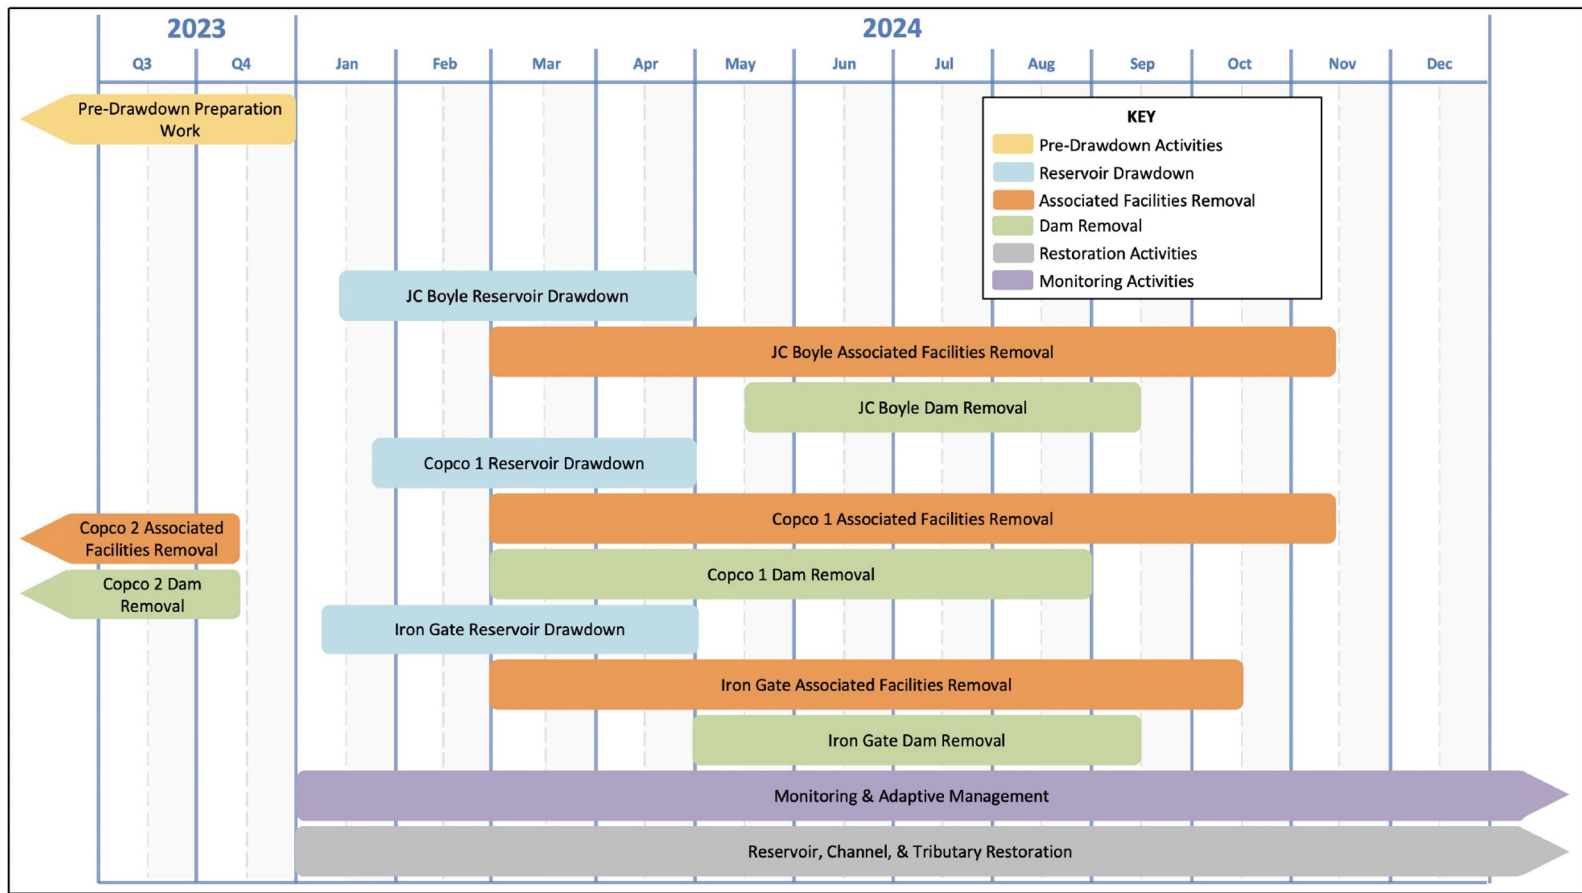 2023
2024
Q3
Q4
Jan
Feb
Mar
Apr
May
Jun
Jul
Aug
Sep
Oct
Nov
Dec
Pre-Drawdown Preparation
Work
KEY
Pre-Drawdown Activities
Reservoir Drawdown
Associated Facilities Removal
Dam Removal
Restoration Activities
Monitoring Activities
JC Boyle Reservoir Drawdown
JC Boyle Associated Facilities Removal
JC Boyle Dam Removal
Copco 1 Reservoir Drawdown
Copco 1 Associated Facilities Removal
Copco 2 Associated
Facilities Removal
Copco 1 Dam Removal
Copco 2 Dam
Removal
Iron Gate Reservoir Drawdown
Iron Gate Associated Facilities Removal
Iron Gate Dam Removal
Monitoring & Adaptive Management
Reservoir, Channel, & Tributary Restoration